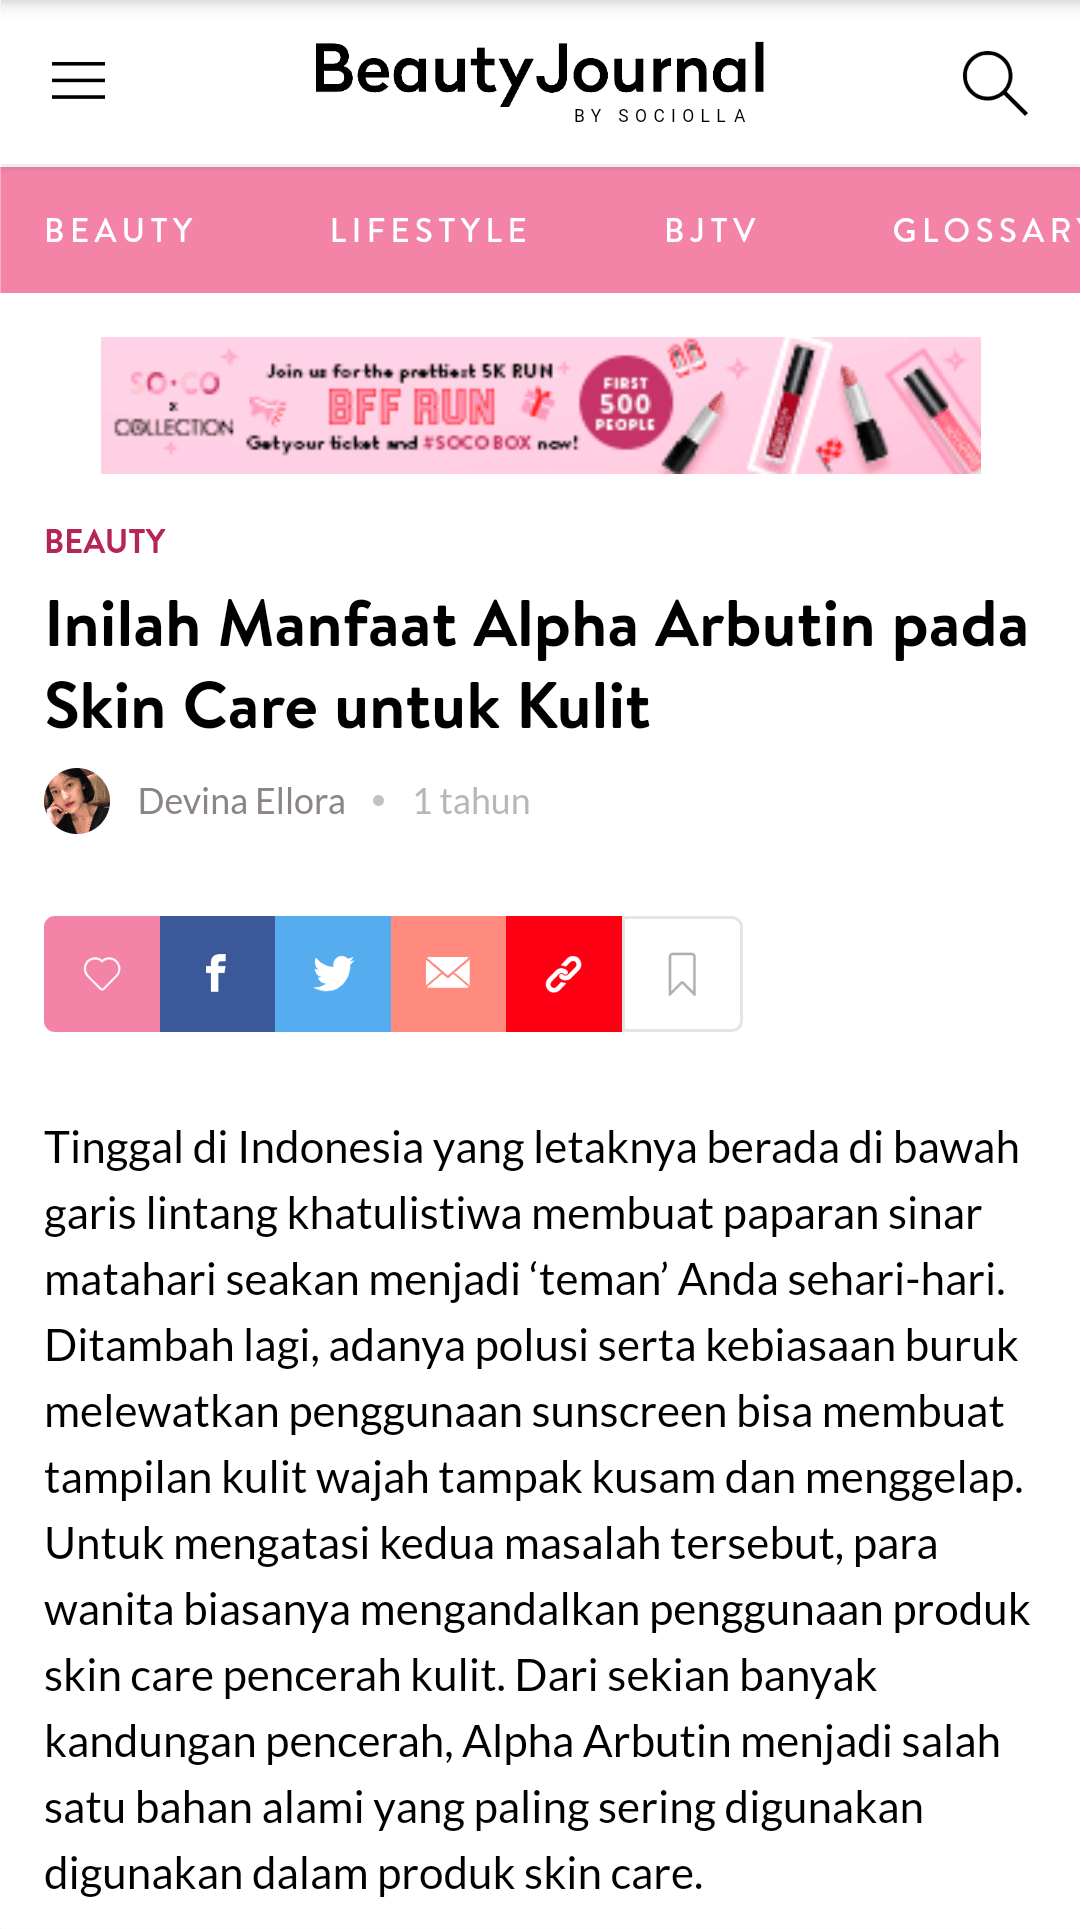 BeautyJournal
BY SOCIOLLA
BEAUTY LIFESTYLE BJTV GLOSSARY
SO•CO
x
COLLECTION
Join us for the prettiest 5K RUN
BFF RUN
Get your ticket and #SOCOBOX now!
FIRST
500
PEOPLE
BEAUTY
Inilah Manfaat Alpha Arbutin pada
Skin Care untuk Kulit
Devina Ellora • 1 tahun
Tinggal di Indonesia yang letaknya berada di bawah
garis lintang khatulistiwa membuat paparan sinar
matahari seakan menjadi ‘teman’ Anda sehari-hari.
Ditambah lagi, adanya polusi serta kebiasaan buruk
melewatkan penggunaan sunscreen bisa membuat
tampilan kulit wajah tampak kusam dan menggelap.
Untuk mengatasi kedua masalah tersebut, para
wanita biasanya mengandalkan penggunaan produk
skin care pencerah kulit. Dari sekian banyak
kandungan pencerah, Alpha Arbutin menjadi salah
satu bahan alami yang paling sering digunakan
digunakan dalam produk skin care.